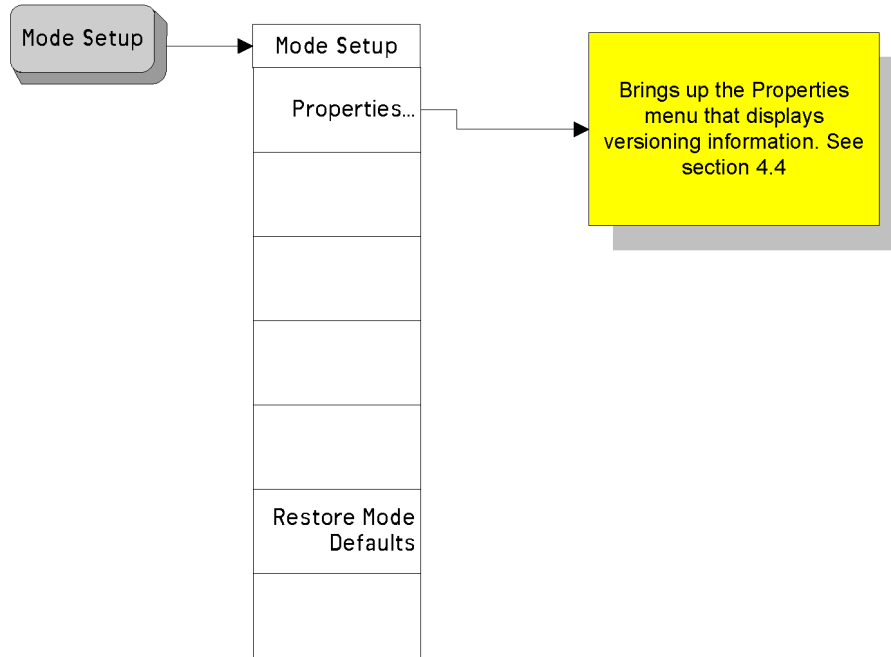 Mode Setup
Mode Setup
Properties...
Brings up the Properties
menu that displays
versioning information. See
section 4.4
Restore Mode
Defaults